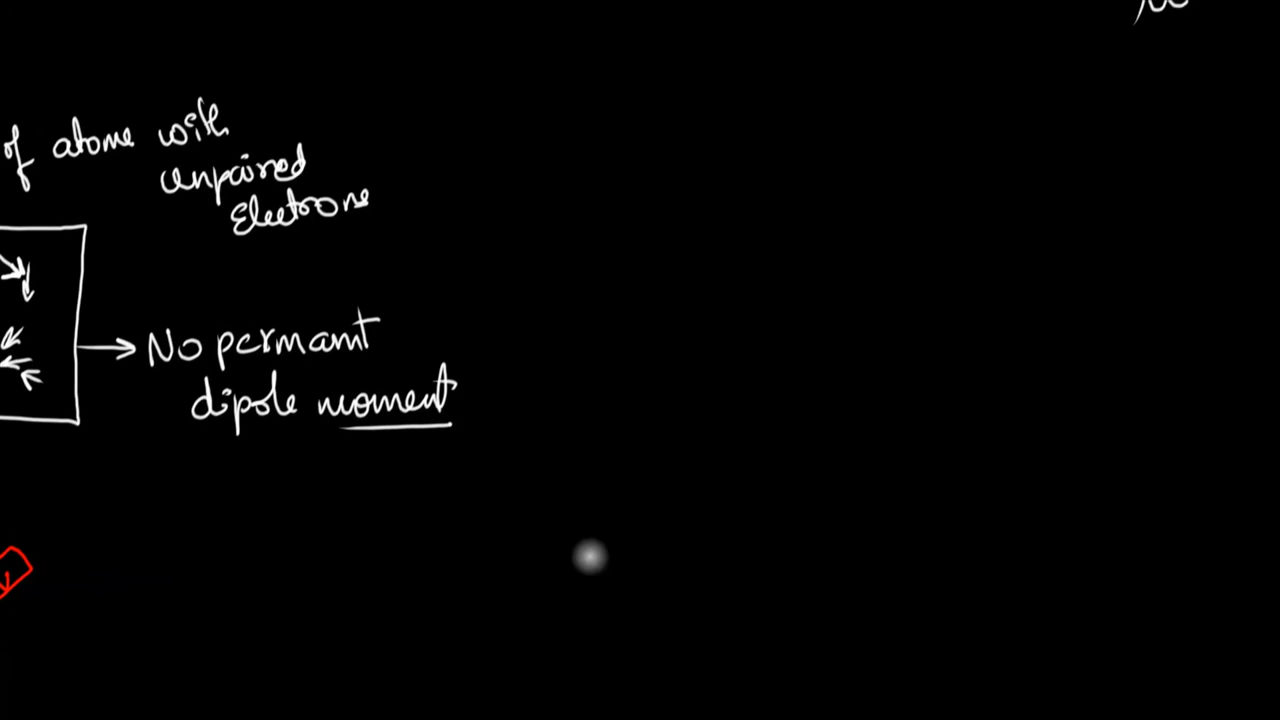 of atoms with
unpaired
Electrons
No permant
dipole moment